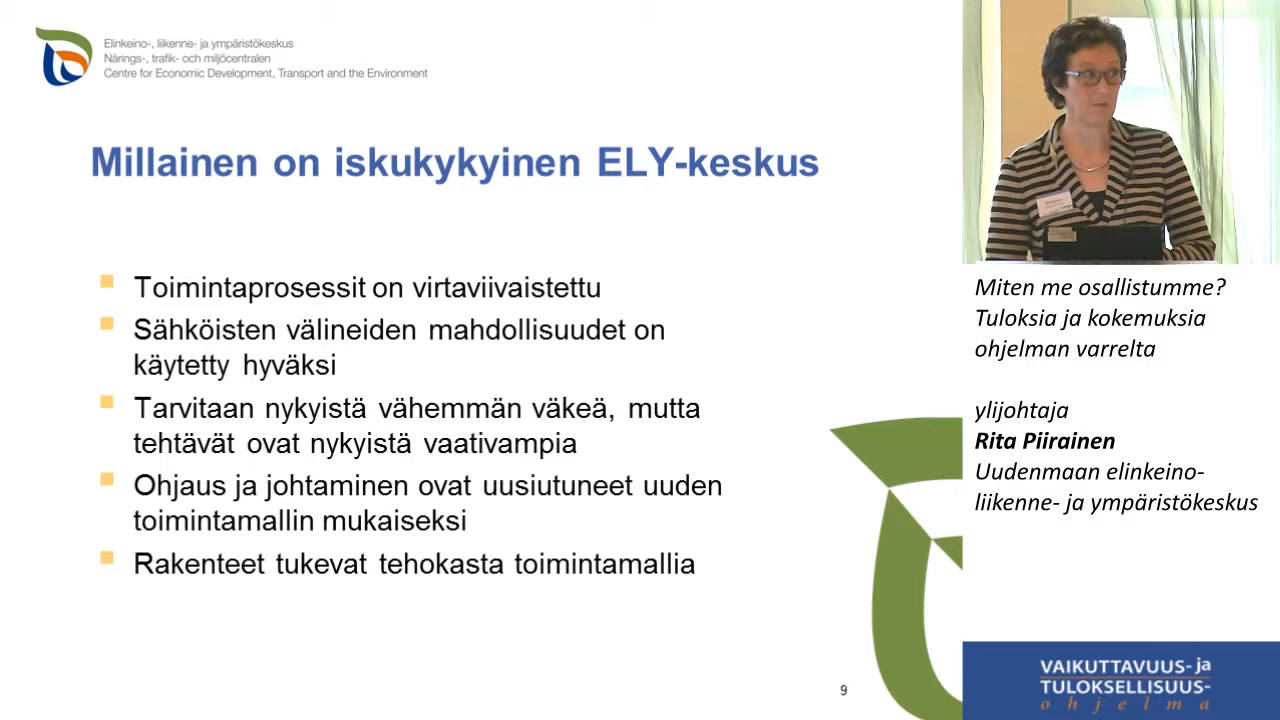 Elinkeino-, liikenne- ja ympäristökeskus
Närings-, trafik- och miljöcentralen
Centre for Economic Development, Transport and the Environment
Millainen on iskukykyinen ELY-keskus
Toimintaprosessit on virtaviivaistettu
Sähköisten välineiden mahdollisuudet on
käytetty hyväksi
Tarvitaan nykyistä vähemmän väkeä, mutta
tehtävät ovat nykyistä vaativampia
Ohjaus ja johtaminen ovat uusiutuneet uuden
toimintamallin mukaiseksi
Rakenteet tukevat tehokasta toimintamallia
9
Miten me osallistumme?
Tuloksia ja kokemuksia
ohjelman varrelta
ylijohtaja
Rita Piirainen
Uudenmaan elinkeino-
liikenne- ja ympäristökeskus
VAIKUTTAVUUS- ja
TULOKSELLISUUS-
ohjelma